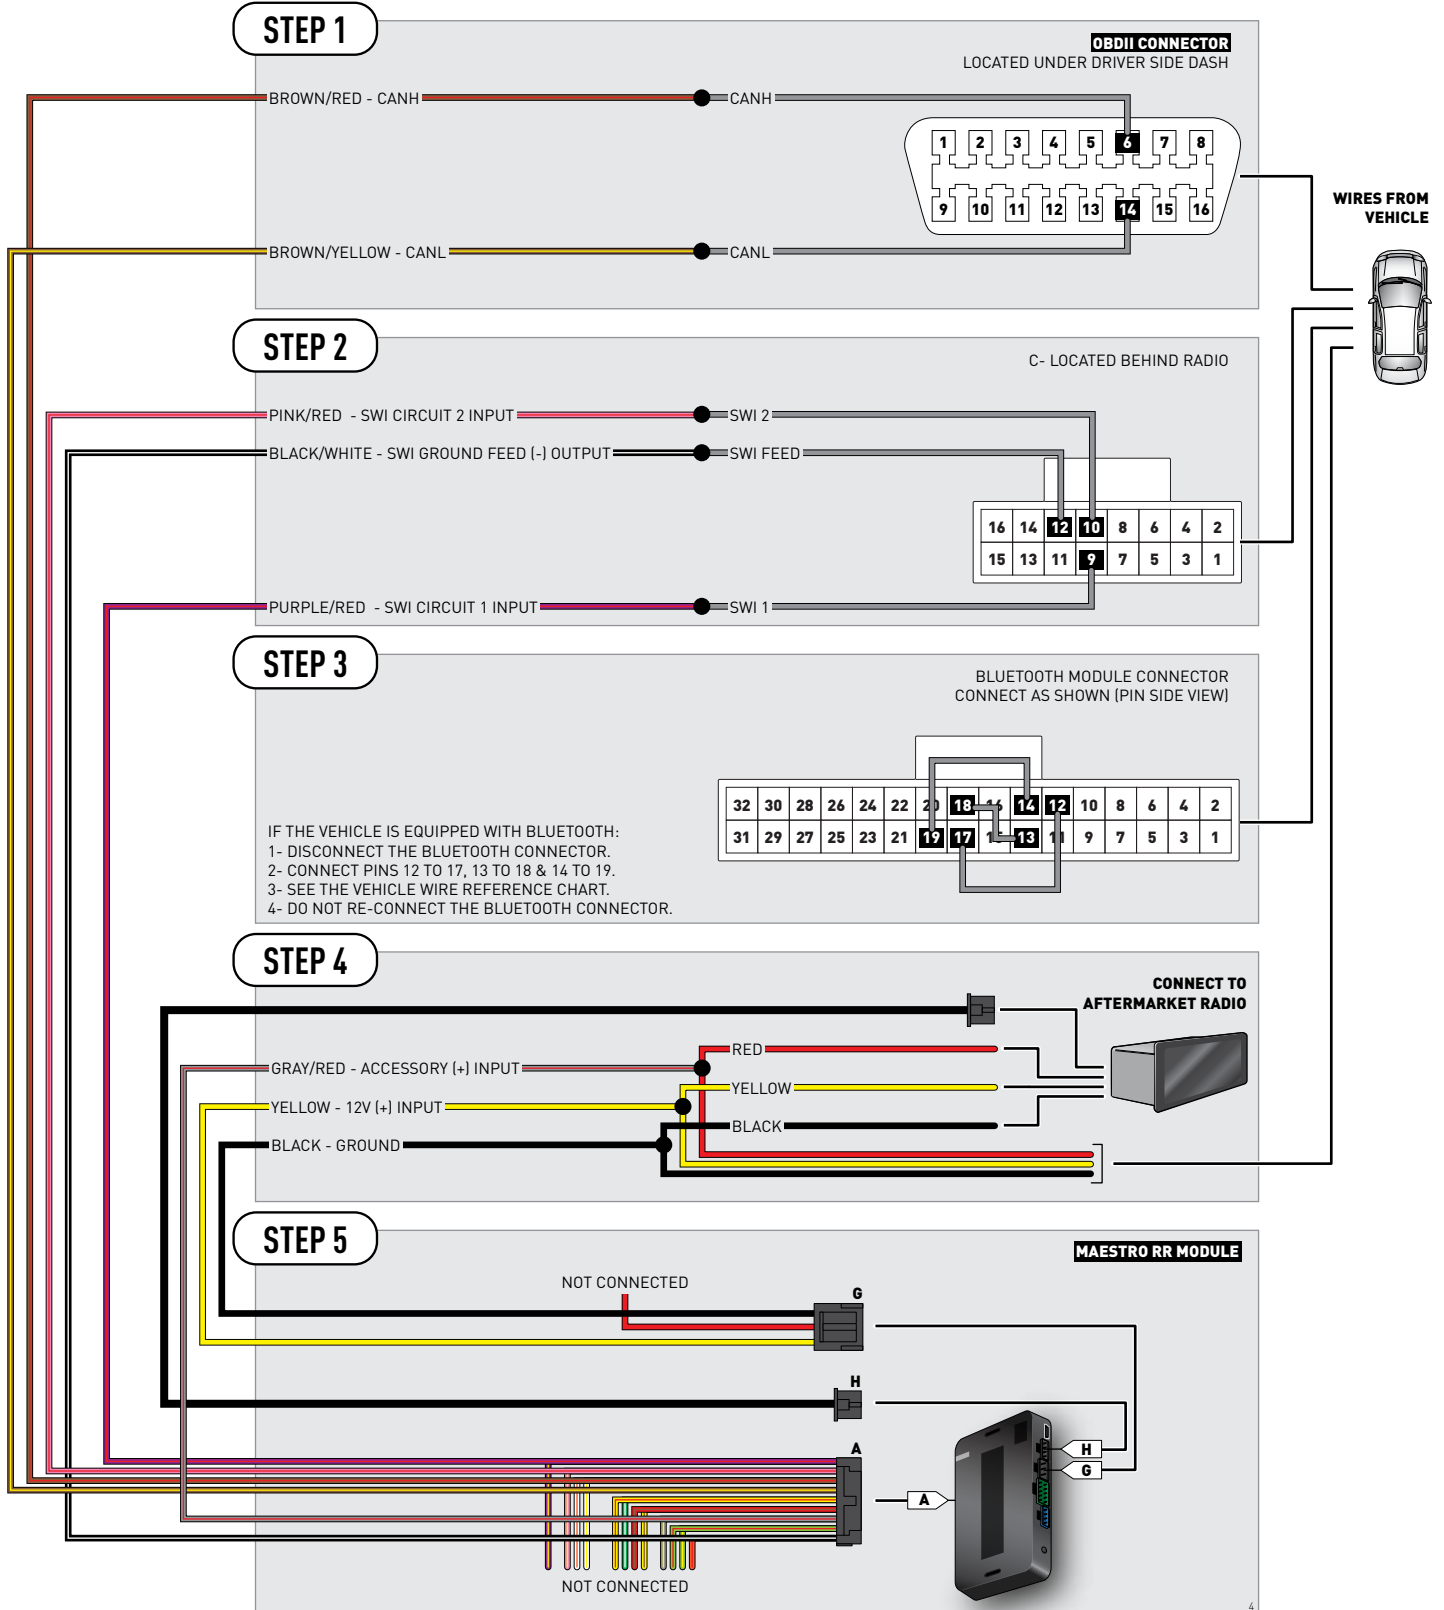 STEP 1
OBDII CONNECTOR
LOCATED UNDER DRIVER SIDE DASH
BROWN/RED - CANH
CANH
1 2 3 4 5 6 7 8
9 10 11 12 13 14 15 16
WIRES FROM
VEHICLE
BROWN/YELLOW - CANL
CANL
STEP 2
C- LOCATED BEHIND RADIO
PINK/RED - SWI CIRCUIT 2 INPUT
SWI 2
BLACK/WHITE - SWI GROUND FEED (-) OUTPUT
SWI FEED
16 14 12 10 8 6 4 2
15 13 11 9 7 5 3 1
PURPLE/RED - SWI CIRCUIT 1 INPUT
SWI 1
STEP 3
BLUETOOTH MODULE CONNECTOR
CONNECT AS SHOWN (PIN SIDE VIEW)
32 30 28 26 24 22 20 18 16 14 12 10 8 6 4 2
31 29 27 25 23 21 19 17 15 13 11 9 7 5 3 1
IF THE VEHICLE IS EQUIPPED WITH BLUETOOTH:
1- DISCONNECT THE BLUETOOTH CONNECTOR.
2- CONNECT PINS 12 TO 17, 13 TO 18 & 14 TO 19.
3- SEE THE VEHICLE WIRE REFERENCE CHART.
4- DO NOT RE-CONNECT THE BLUETOOTH CONNECTOR.
STEP 4
CONNECT TO
AFTERMARKET RADIO
RED
GRAY/RED - ACCESSORY (+) INPUT
YELLOW
YELLOW - 12V (+) INPUT
BLACK
BLACK - GROUND
STEP 5
MAESTRO RR MODULE
NOT CONNECTED
G
H
A
H
G
A
NOT CONNECTED
4